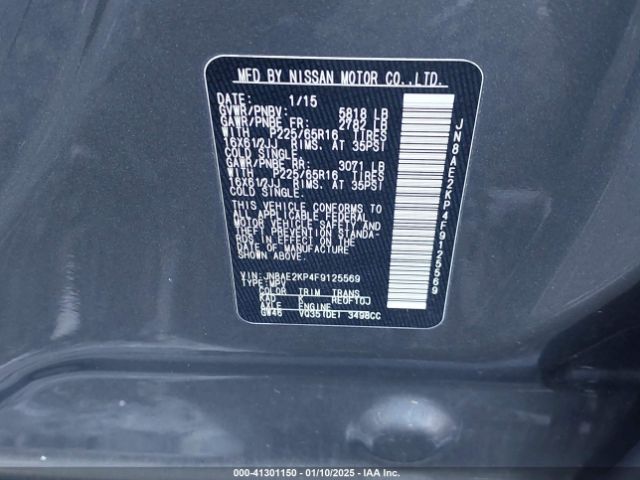 MFD BY NISSAN MOTOR CO.,LTD.
DATE: 1/15
GVWR/PNBV: 5818 LB
GAWR/PNBE FR: 2782 LB
WITH P225/65R16 TIRES
16X61/2JJ RIMS. AT 35PSI
COLD SINGLE.
GAWR/PNBE RR: 3071 LB
WITH P225/65R16 TIRES
16X61/2JJ RIMS. AT 35PSI
COLD SINGLE.
THIS VEHICLE CONFORMS TO
ALL APPLICABLE FEDERAL
MOTOR VEHICLE SAFETY AND
THEFT PREVENTION STANDA-
RDS IN EFFECT ON THE
DATE OF MANUFACTURE
SHOWN ABOVE.
VIN: JN8AE2KP4F9125569
TYPE: MPV
COLOR TRIM TRANS
KAD K RE0F10J
AXLE ENGINE
GW46 VQ35(DE) 3498CC
JN8AE2KP4F9125569
000-41301150 - 01/10/2025 - IAA Inc.